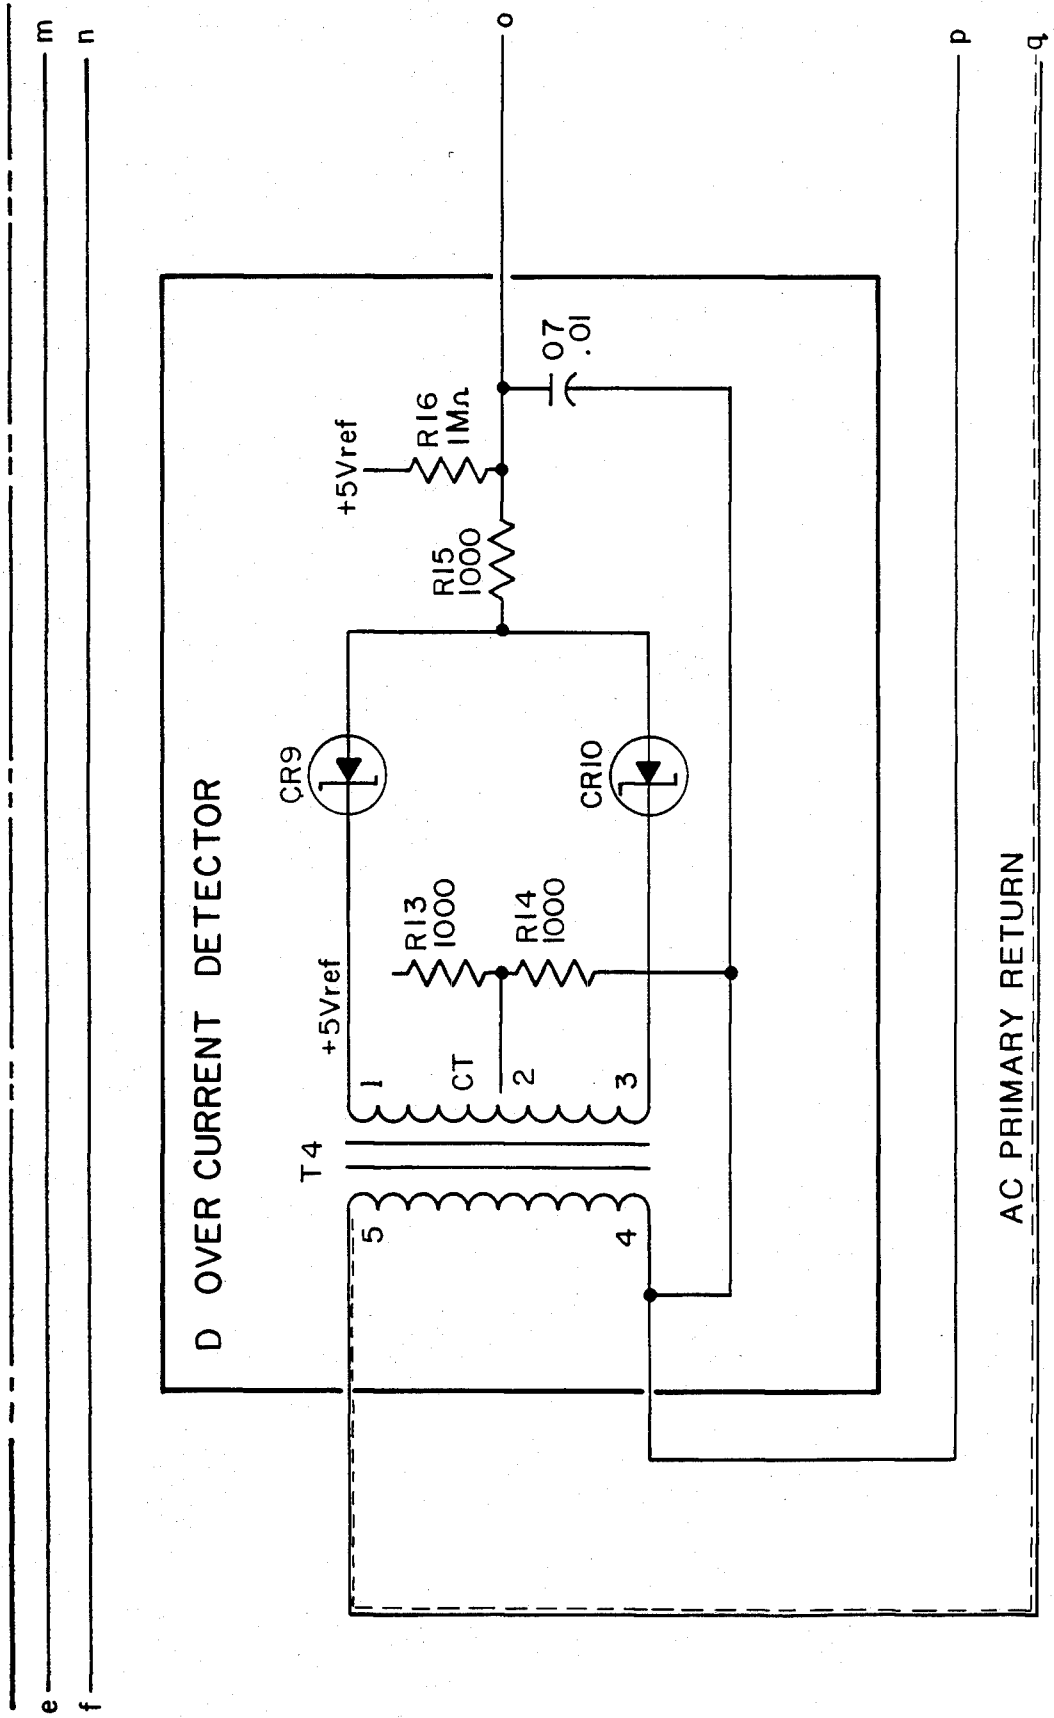 D OVER CURRENT DETECTOR
e
f
m
n
o
p
q
T4
5
4
1
CT
2
3
+5Vref
R13
1000
R14
1000
CR9
CR10
R15
1000
+5Vref
R16
1MΩ
07
.01
AC PRIMARY RETURN